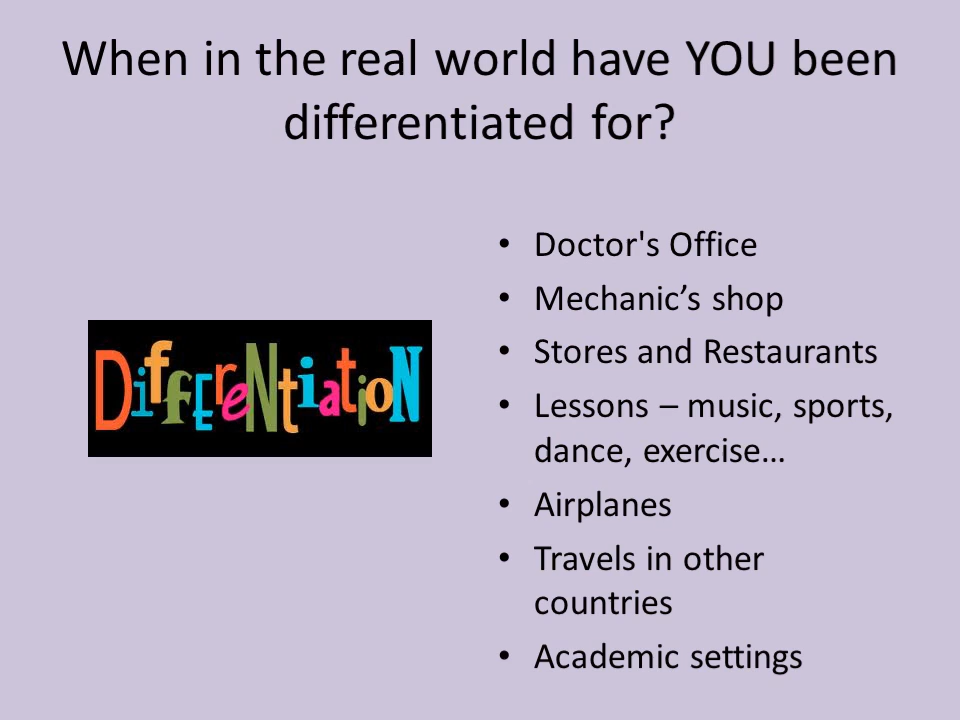 When in the real world have YOU been
differentiated for?
DiffEreNtiatioN
• Doctor's Office
• Mechanic’s shop
• Stores and Restaurants
• Lessons – music, sports,
dance, exercise…
• Airplanes
• Travels in other
countries
• Academic settings